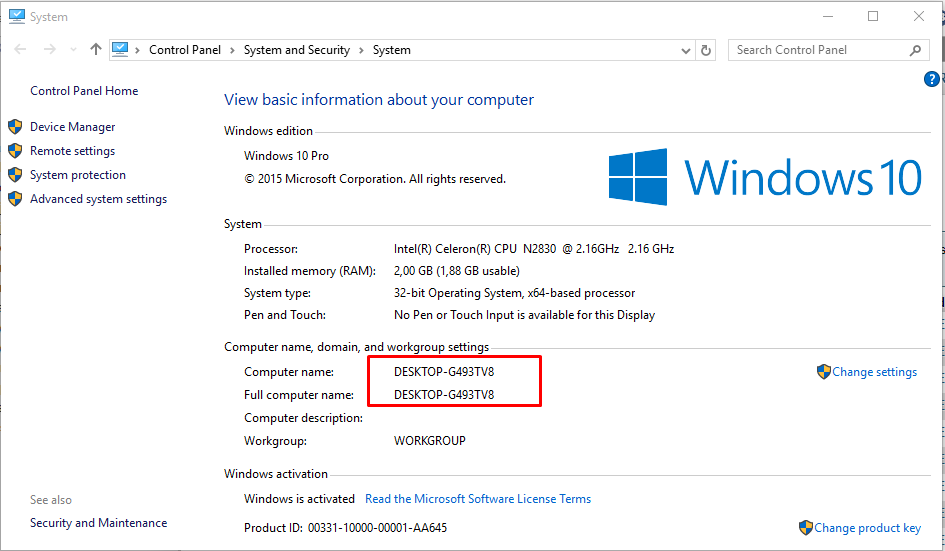 System
Control Panel > System and Security > System
Search Control Panel
Control Panel Home
Device Manager
Remote settings
System protection
Advanced system settings
See also
Security and Maintenance
View basic information about your computer
Windows edition
Windows 10 Pro
© 2015 Microsoft Corporation. All rights reserved.
Windows 10
System
Processor: Intel(R) Celeron(R) CPU N2830 @ 2.16GHz 2.16 GHz
Installed memory (RAM): 2,00 GB (1,88 GB usable)
System type: 32-bit Operating System, x64-based processor
Pen and Touch: No Pen or Touch Input is available for this Display
Computer name, domain, and workgroup settings
Computer name: DESKTOP-G493TV8
Change settings
Full computer name: DESKTOP-G493TV8
Computer description:
Workgroup: WORKGROUP
Windows activation
Windows is activated Read the Microsoft Software License Terms
Product ID: 00331-10000-00001-AA645
Change product key